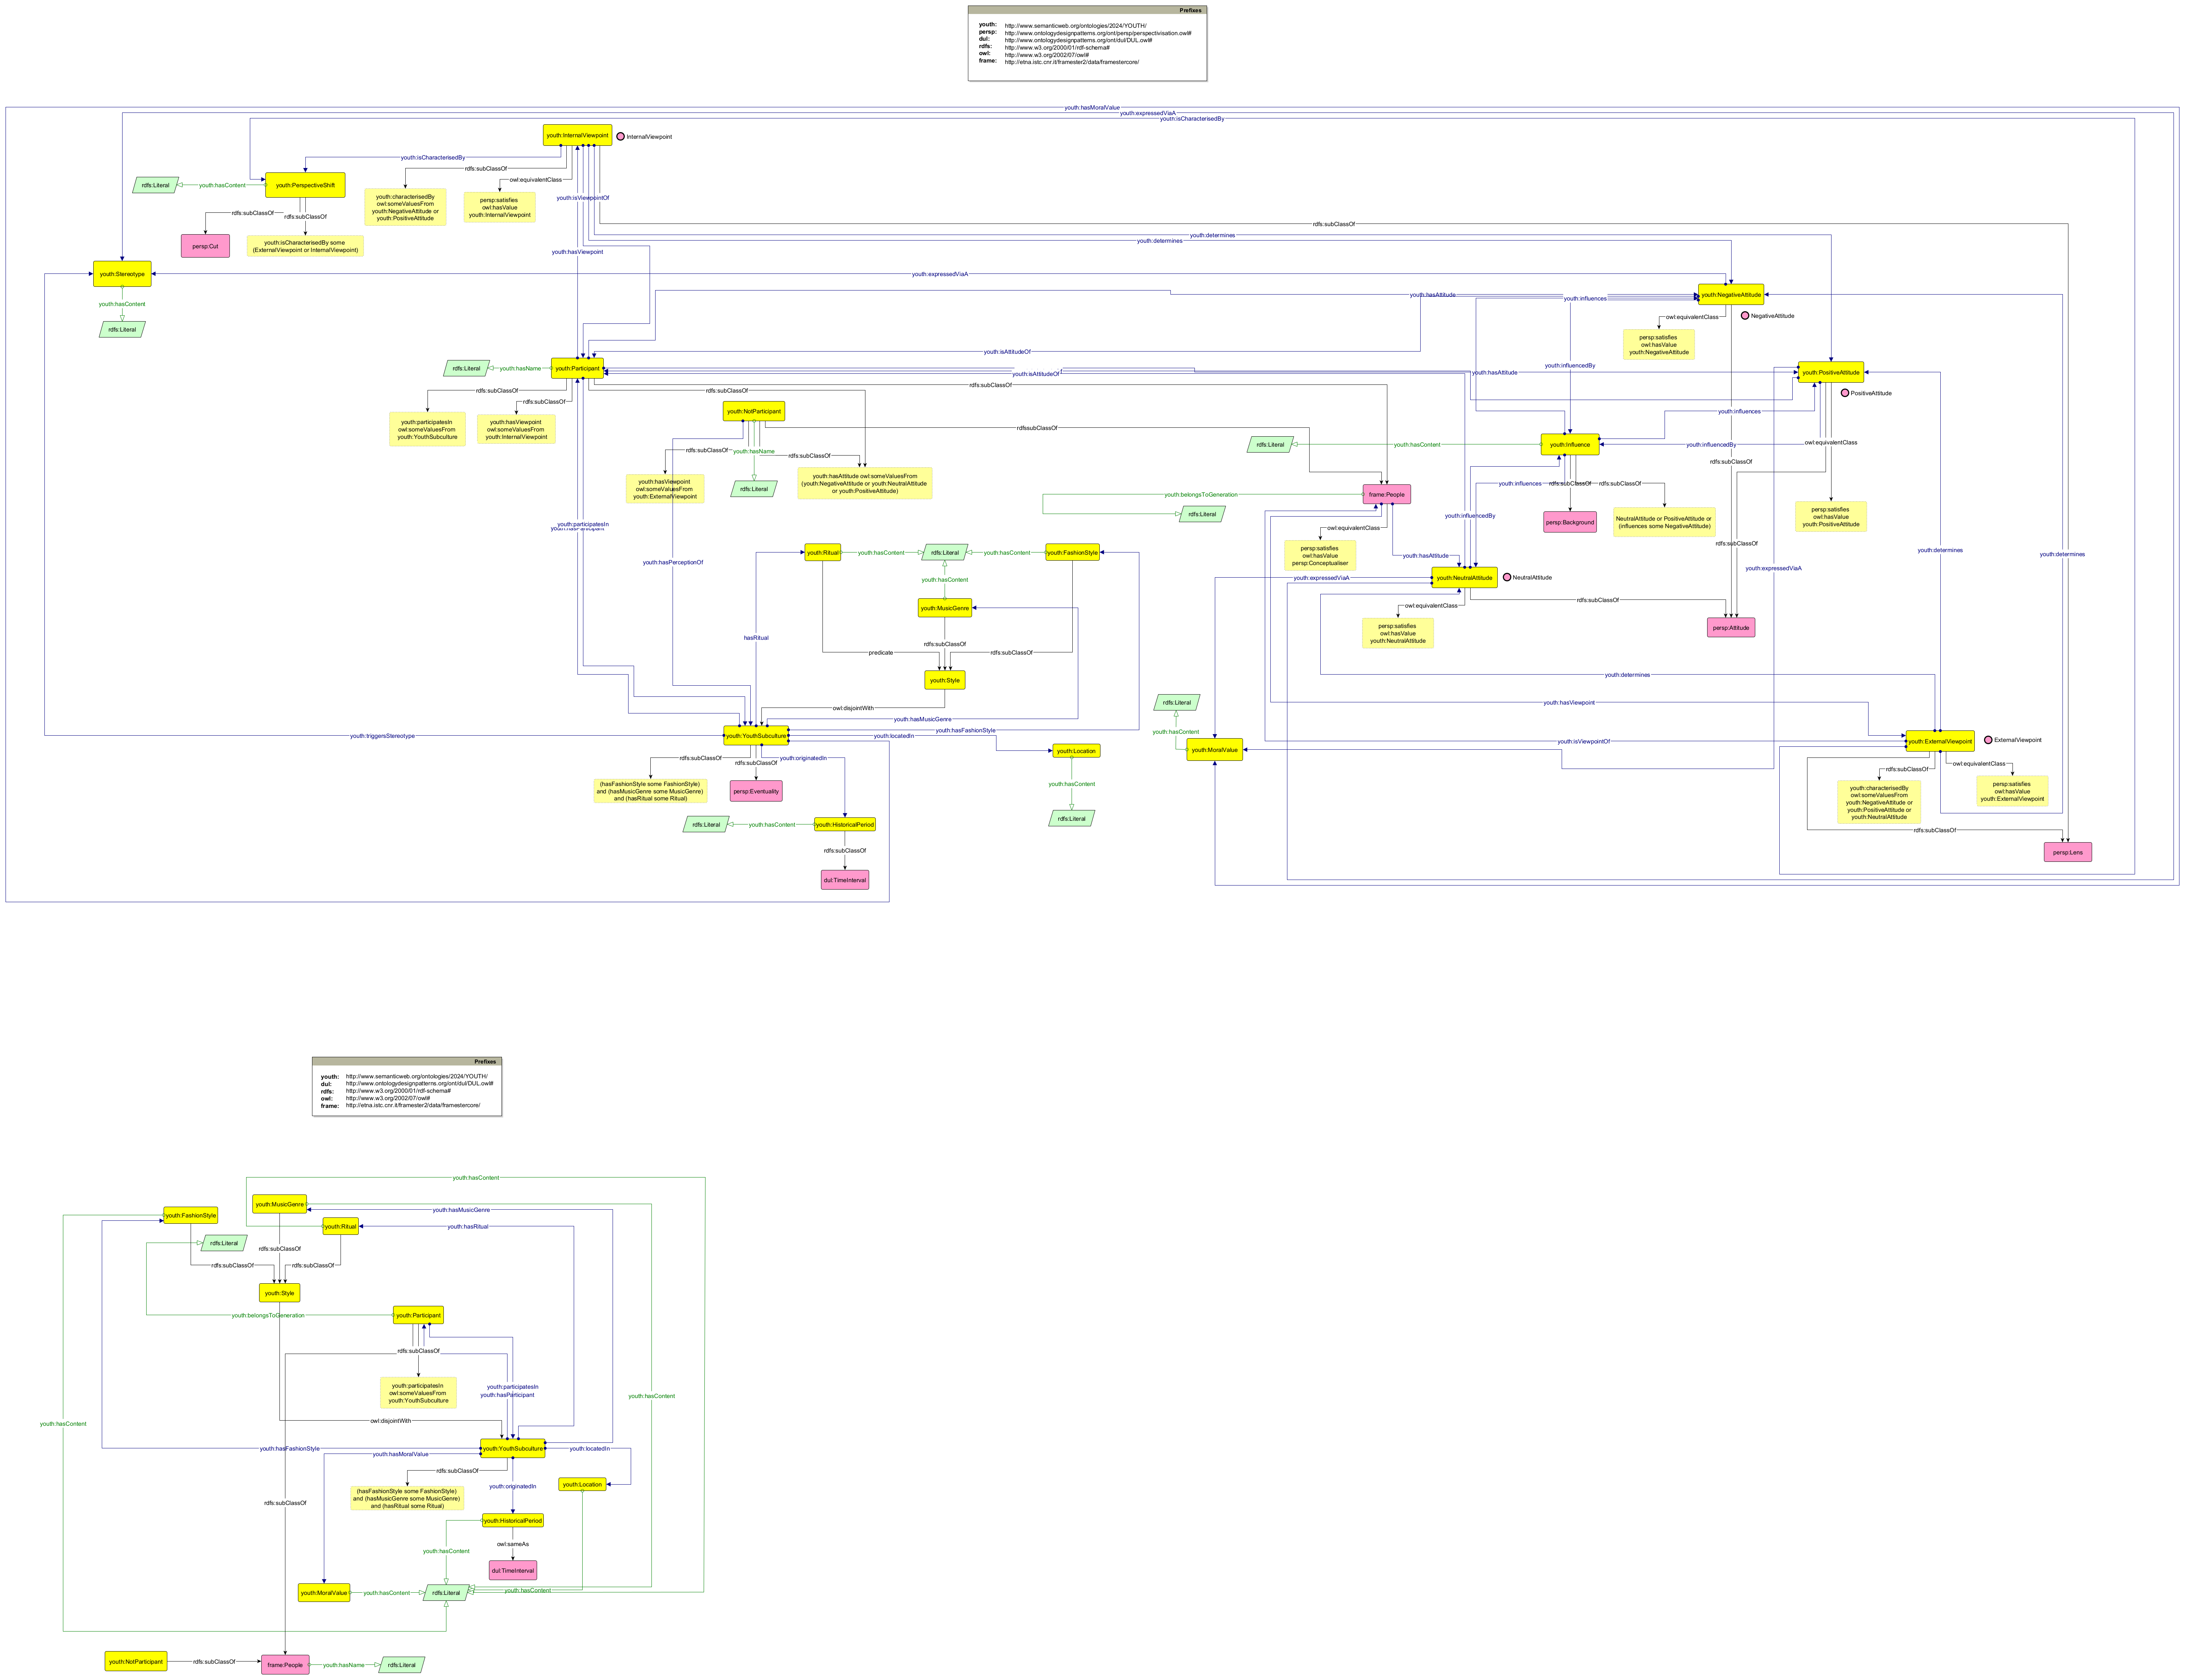 Prefixes
youth: http://www.semanticweb.org/ontologies/2024/YOUTH/
persp: http://www.ontologydesignpatterns.org/ont/persp/perspectivisation.owl#
dul: http://www.ontologydesignpatterns.org/ont/dul/DUL.owl#
rdfs: http://www.w3.org/2000/01/rdf-schema#
owl: http://www.w3.org/2002/07/owl#
frame: http://etna.istc.cnr.it/framester2/data/framestercore/
youth:hasMoralValue
youth:expressedViaA
youth:isCharacterisedBy
youth:InternalViewpoint
InternalViewpoint
youth:isCharacterisedBy
rdfs:subClassOf
owl:equivalentClass
rdfs:Literal
youth:hasContent
youth:PerspectiveShift
youth:characterisedBy
owl:someValuesFrom
youth:NegativeAttitude or
youth:PositiveAttitude
persp:satisfies
owl:hasValue
youth:InternalViewpoint
youth:isViewpointOf
rdfs:subClassOf
rdfs:subClassOf
rdfs:subClassOf
persp:Cut
youth:isCharacterisedBy some
(ExternalViewpoint or InternalViewpoint)
youth:hasViewpoint
youth:determines
youth:determines
youth:Stereotype
youth:expressedViaA
youth:hasContent
rdfs:Literal
youth:hasAttitude
youth:influences
youth:NegativeAttitude
NegativeAttitude
owl:equivalentClass
persp:satisfies
owl:hasValue
youth:NegativeAttitude
youth:isAttitudeOf
youth:influencedBy
rdfs:Literal
youth:hasName
youth:Participant
youth:isAttitudeOf
youth:hasAttitude
youth:PositiveAttitude
PositiveAttitude
rdfs:subClassOf
rdfs:subClassOf
rdfs:subClassOf
rdfs:subClassOf
youth:participatesIn
owl:someValuesFrom
youth:YouthSubculture
youth:hasViewpoint
owl:someValuesFrom
youth:InternalViewpoint
youth:NotParticipant
rdfssubClassOf
youth:influences
youth:Influence
youth:influencedBy
owl:equivalentClass
rdfs:Literal
youth:hasContent
rdfs:subClassOf
youth:hasName
rdfs:subClassOf
rdfs:subClassOf
youth:hasViewpoint
owl:someValuesFrom
youth:ExternalViewpoint
rdfs:Literal
youth:hasAttitude owl:someValuesFrom
(youth:NegativeAttitude or youth:NeutralAttitude
or youth:PositiveAttitude)
youth:belongsToGeneration
frame:People
rdfs:Literal
youth:influences
rdfs:subClassOf
rdfs:subClassOf
youth:influencedBy
persp:Background
NeutralAttitude or PositiveAttitude or
(influences some NegativeAttitude)
persp:satisfies
owl:hasValue
youth:PositiveAttitude
youth:participatesIn
owl:equivalentClass
persp:satisfies
owl:hasValue
persp:Conceptualiser
youth:hasAttitude
rdfs:subClassOf
youth:determines
youth:determines
youth:hasPerceptionOf
youth:Ritual
youth:hasContent
rdfs:Literal
youth:hasContent
youth:FashionStyle
youth:hasContent
youth:expressedViaA
youth:NeutralAttitude
NeutralAttitude
youth:expressedViaA
youth:MusicGenre
owl:equivalentClass
rdfs:subClassOf
persp:satisfies
owl:hasValue
youth:NeutralAttitude
persp:Attitude
hasRitual
rdfs:subClassOf
predicate
rdfs:subClassOf
youth:Style
youth:determines
owl:disjointWith
rdfs:Literal
youth:hasViewpoint
youth:hasMusicGenre
youth:hasFashionStyle
youth:hasContent
youth:triggersStereotype
youth:YouthSubculture
youth:locatedIn
youth:Location
youth:MoralValue
youth:isViewpointOf
youth:ExternalViewpoint
ExternalViewpoint
rdfs:subClassOf
rdfs:subClassOf
youth:originatedIn
rdfs:subClassOf
owl:equivalentClass
(hasFashionStyle some FashionStyle)
and (hasMusicGenre some MusicGenre)
and (hasRitual some Ritual)
persp:Eventuality
youth:hasContent
youth:characterisedBy
owl:someValuesFrom
youth:NegativeAttitude or
youth:PositiveAttitude or
youth:NeutralAttitude
persp:satisfies
owl:hasValue
youth:ExternalViewpoint
rdfs:Literal
youth:hasContent
youth:HistoricalPeriod
rdfs:Literal
rdfs:subClassOf
rdfs:subClassOf
persp:Lens
dul:TimeInterval
Prefixes
youth: http://www.semanticweb.org/ontologies/2024/YOUTH/
dul: http://www.ontologydesignpatterns.org/ont/dul/DUL.owl#
rdfs: http://www.w3.org/2000/01/rdf-schema#
owl: http://www.w3.org/2002/07/owl#
frame: http://etna.istc.cnr.it/framester2/data/framestercore/
youth:hasContent
youth:MusicGenre
youth:hasMusicGenre
youth:FashionStyle
youth:Ritual
youth:hasRitual
rdfs:Literal
rdfs:subClassOf
rdfs:subClassOf
rdfs:subClassOf
youth:Style
youth:belongsToGeneration
youth:Participant
rdfs:subClassOf
youth:participatesIn
owl:someValuesFrom
youth:YouthSubculture
youth:participatesIn
youth:hasParticipant
youth:hasContent
youth:hasContent
owl:disjointWith
youth:hasFashionStyle
youth:YouthSubculture
youth:locatedIn
youth:hasMoralValue
rdfs:subClassOf
youth:originatedIn
youth:Location
(hasFashionStyle some FashionStyle)
and (hasMusicGenre some MusicGenre)
and (hasRitual some Ritual)
rdfs:subClassOf
youth:HistoricalPeriod
owl:sameAs
youth:hasContent
dul:TimeInterval
youth:MoralValue
youth:hasContent
rdfs:Literal
youth:hasContent
youth:NotParticipant
rdfs:subClassOf
frame:People
youth:hasName
rdfs:Literal